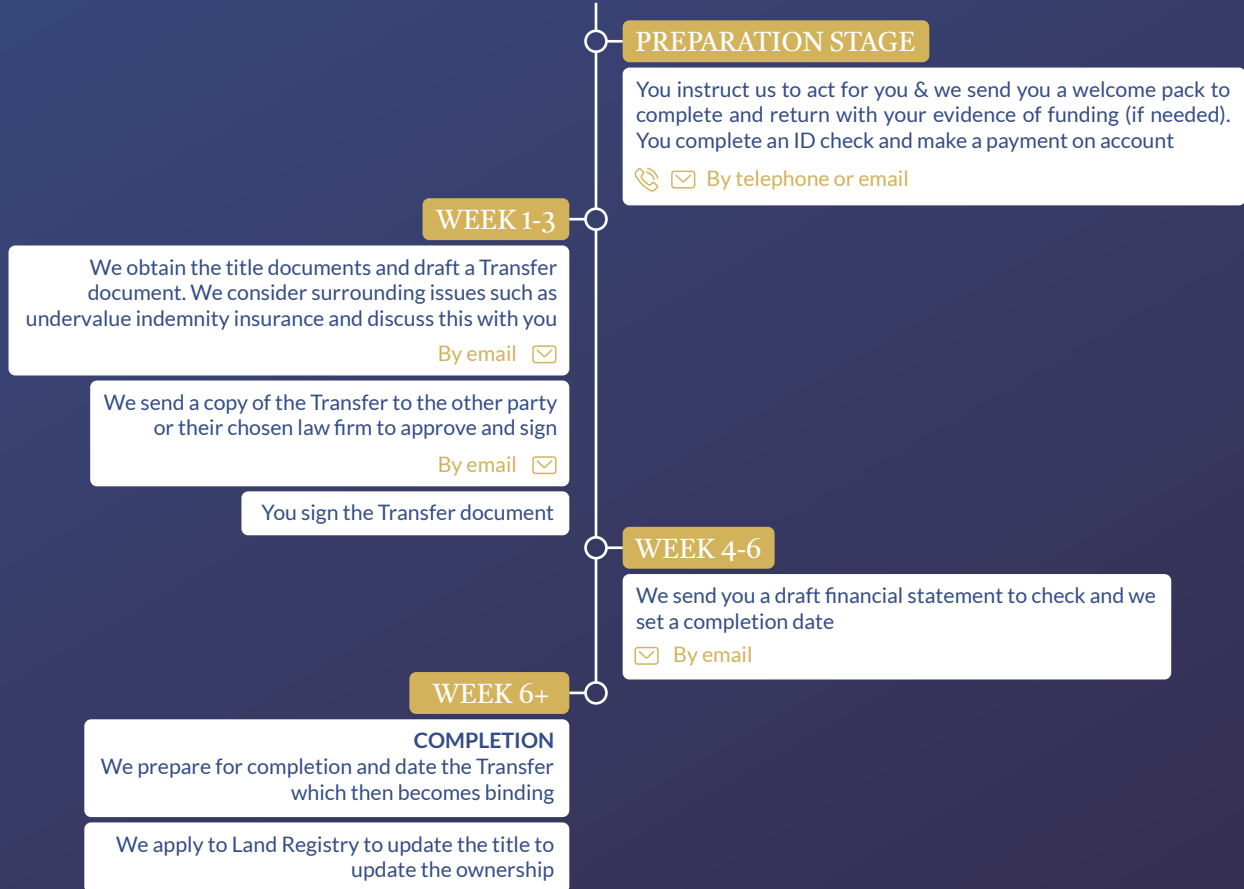 PREPARATION STAGE
You instruct us to act for you & we send you a welcome pack to
complete and return with your evidence of funding (if needed).
You complete an ID check and make a payment on account
By telephone or email
WEEK 1-3
We obtain the title documents and draft a Transfer
document. We consider surrounding issues such as
undervalue indemnity insurance and discuss this with you
By email
We send a copy of the Transfer to the other party
or their chosen law firm to approve and sign
By email
You sign the Transfer document
WEEK 4-6
We send you a draft financial statement to check and we
set a completion date
By email
WEEK 6+
COMPLETION
We prepare for completion and date the Transfer
which then becomes binding
We apply to Land Registry to update the title to
update the ownership